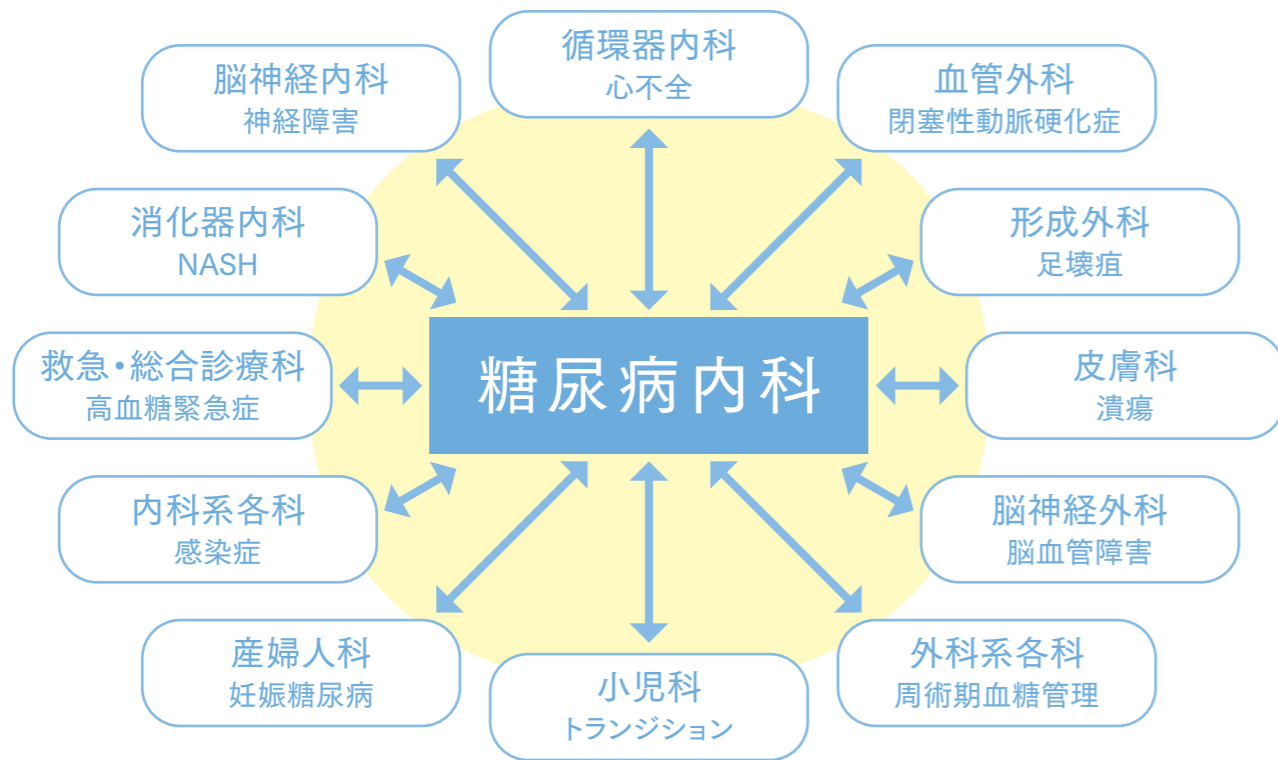 循環器内科
心不全
脳神経内科
神経障害
血管外科
閉塞性動脈硬化症
消化器内科
NASH
形成外科
足壊疽
救急・総合診療科
高血糖緊急症
糖尿病内科
皮膚科
潰瘍
内科系各科
感染症
脳神経外科
脳血管障害
産婦人科
妊娠糖尿病
小児科
トランジション
外科系各科
周術期血糖管理